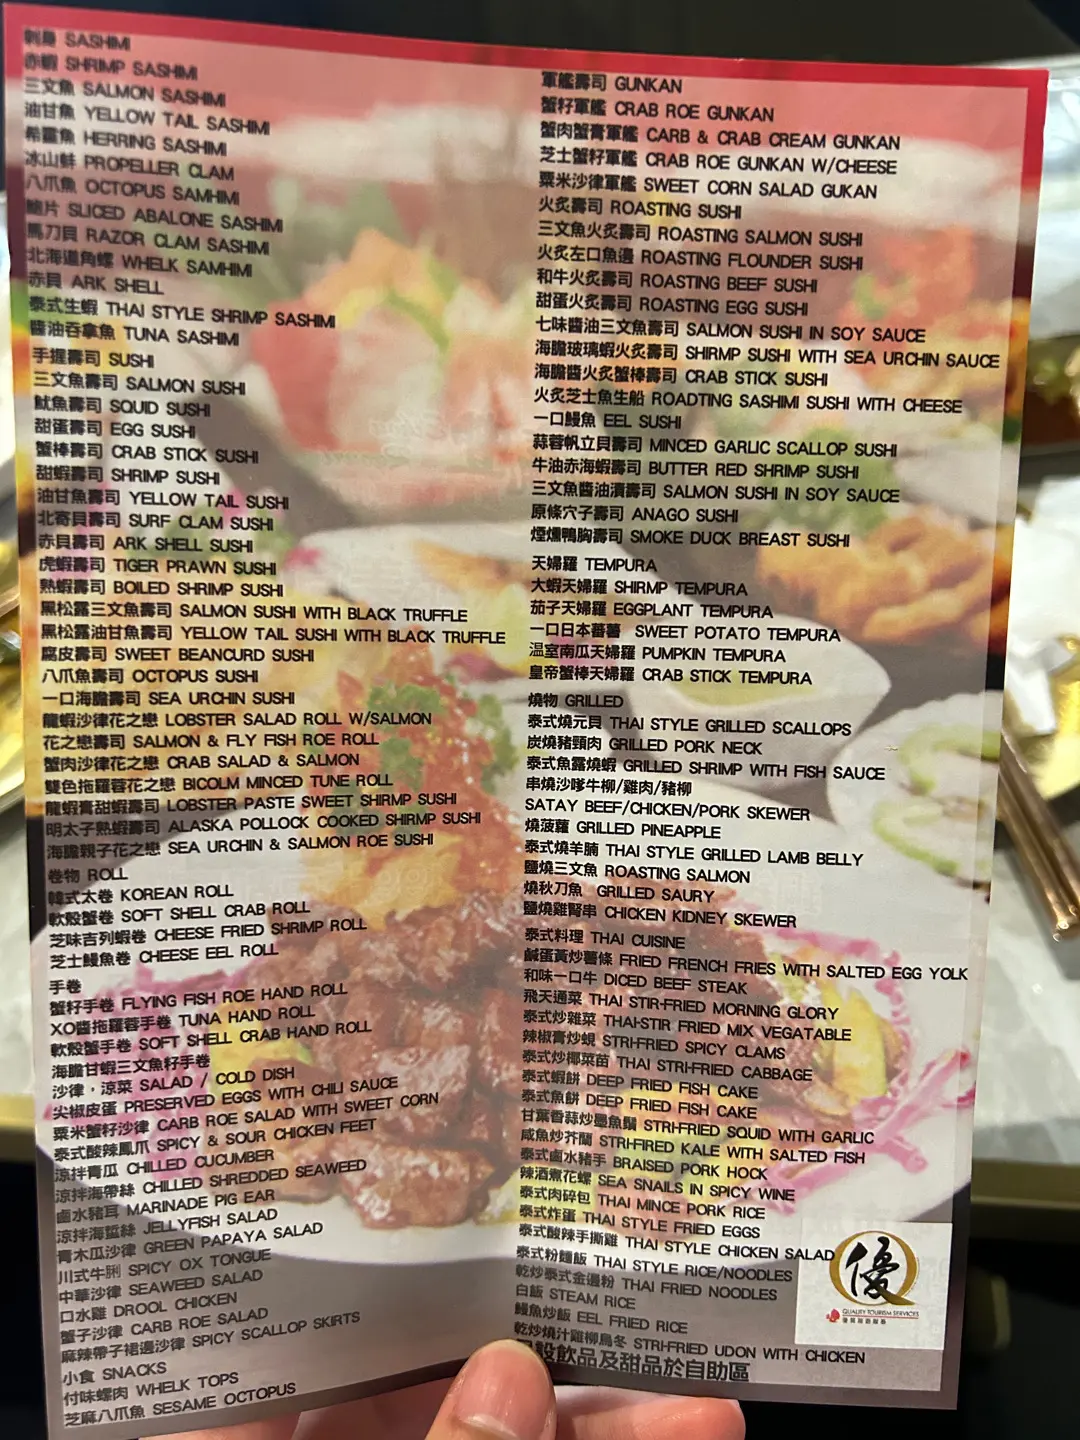 刺身 SASHIMI
赤蝦 SHRIMP SASHIMI
三文魚 SALMON SASHIMI
油甘魚 YELLOW TAIL SASHIMI
希靈魚 HERRING SASHIMI
冰山蚌 PROPELLER CLAM
八爪魚 OCTOPUS SAMHIMI
鮑片 SLICED ABALONE SASHIMI
馬刀貝 RAZOR CLAM SASHIMI
北海道角螺 WHELK SAMHIMI
赤貝 ARK SHELL
泰式生蝦 THAI STYLE SHRIMP SASHIMI
醬油吞拿魚 TUNA SASHIMI
手握壽司 SUSHI
三文魚壽司 SALMON SUSHI
魷魚壽司 SQUID SUSHI
甜蛋壽司 EGG SUSHI
蟹棒壽司 CRAB STICK SUSHI
甜蝦壽司 SHRIMP SUSHI
油甘魚壽司 YELLOW TAIL SUSHI
北寄貝壽司 SURF CLAM SUSHI
赤貝壽司 ARK SHELL SUSHI
虎蝦壽司 TIGER PRAWN SUSHI
熟蝦壽司 BOILED SHRIMP SUSHI
黑松露三文魚壽司 SALMON SUSHI WITH BLACK TRUFFLE
黑松露油甘魚壽司 YELLOW TAIL SUSHI WITH BLACK TRUFFLE
腐皮壽司 SWEET BEANCURD SUSHI
八爪魚壽司 OCTOPUS SUSHI
一口海膽壽司 SEA URCHIN SUSHI
龍蝦沙律花之戀 LOBSTER SALAD ROLL W/SALMON
花之戀壽司 SALMON & FLY FISH ROE ROLL
蟹肉沙律花之戀 CRAB SALAD & SALMON
雙色拖羅蓉花之戀 BICOLM MINCED TUNE ROLL
龍蝦膏甜蝦壽司 LOBSTER PASTE SWEET SHIRMP SUSHI
明太子熟蝦壽司 ALASKA POLLOCK COOKED SHIRMP SUSHI
海膽親子花之戀 SEA URCHIN & SALMON ROE SUSHI
卷物 ROLL
韓式太卷 KOREAN ROLL
軟殼蟹卷 SOFT SHELL CRAB ROLL
芝味吉列蝦卷 CHEESE FRIED SHRIMP ROLL
芝士鰻魚卷 CHEESE EEL ROLL
手卷
蟹籽手卷 FLYING FISH ROE HAND ROLL
XO醬拖羅蓉手卷 TUNA HAND ROLL
軟殼蟹手卷 SOFT SHELL CRAB HAND ROLL
海膽甘蝦三文魚籽手卷
沙律，涼菜 SALAD / COLD DISH
尖椒皮蛋 PRESERVED EGGS WITH CHILI SAUCE
粟米蟹籽沙律 CARB ROE SALAD WITH SWEET CORN
泰式酸辣鳳爪 SPICY & SOUR CHICKEN FEET
涼拌青瓜 CHILLED CUCUMBER
涼拌海帶絲 CHILLED SHREDDED SEAWEED
鹵水豬耳 MARINADE PIG EAR
涼拌海蜇絲 JELLYFISH SALAD
青木瓜沙律 GREEN PAPAYA SALAD
川式牛脷 SPICY OX TONGUE
中華沙律 SEAWEED SALAD
口水雞 DROOL CHICKEN
蟹子沙律 CARB ROE SALAD
麻辣帶子裙邊沙律 SPICY SCALLOP SKIRTS
小食 SNACKS
付味螺肉 WHELK TOPS
芝麻八爪魚 SESAME OCTOPUS
軍艦壽司 GUNKAN
蟹籽軍艦 CRAB ROE GUNKAN
蟹肉蟹膏軍艦 CARB & CRAB CREAM GUNKAN
芝士蟹籽軍艦 CRAB ROE GUNKAN W/CHEESE
粟米沙律軍艦 SWEET CORN SALAD GUKAN
火炙壽司 ROASTING SUSHI
三文魚火炙壽司 ROASTING SALMON SUSHI
火炙左口魚邊 ROASTING FLOUNDER SUSHI
和牛火炙壽司 ROASTING BEEF SUSHI
甜蛋火炙壽司 ROASTING EGG SUSHI
七味醬油三文魚壽司 SALMON SUSHI IN SOY SAUCE
海膽玻璃蝦火炙壽司 SHIRMP SUSHI WITH SEA URCHIN SAUCE
海膽醬火炙蟹棒壽司 CRAB STICK SUSHI
火炙芝士魚生船 ROADTING SASHIMI SUSHI WITH CHEESE
一口鰻魚 EEL SUSHI
蒜蓉帆立貝壽司 MINCED GARLIC SCALLOP SUSHI
牛油赤海蝦壽司 BUTTER RED SHRIMP SUSHI
三文魚醬油漬壽司 SALMON SUSHI IN SOY SAUCE
原條穴子壽司 ANAGO SUSHI
煙燻鴨胸壽司 SMOKE DUCK BREAST SUSHI
天婦羅 TEMPURA
大蝦天婦羅 SHIRMP TEMPURA
茄子天婦羅 EGGPLANT TEMPURA
一口日本蕃薯 SWEET POTATO TEMPURA
溫室南瓜天婦羅 PUMPKIN TEMPURA
皇帝蟹棒天婦羅 CRAB STICK TEMPURA
燒物 GRILLED
泰式燒元貝 THAI STYLE GRILLED SCALLOPS
炭燒豬頸肉 GRILLED PORK NECK
泰式魚露燒蝦 GRILLED SHRIMP WITH FISH SAUCE
串燒沙嗲牛柳/雞肉/豬柳
SATAY BEEF/CHICKEN/PORK SKEWER
燒菠蘿 GRILLED PINEAPPLE
泰式燒羊腩 THAI STYLE GRILLED LAMB BELLY
鹽燒三文魚 ROASTING SALMON
燒秋刀魚 GRILLED SAURY
鹽燒雞腎串 CHICKEN KIDNEY SKEWER
泰式料理 THAI CUISINE
鹹蛋黃炒薯條 FRIED FRENCH FRIES WITH SALTED EGG YOLK
和味一口牛 DICED BEEF STEAK
飛天通菜 THAI STIR-FRIED MORNING GLORY
泰式炒雜菜 THAI-STIR FRIED MIX VEGATABLE
辣椒膏炒蜆 STRI-FRIED SPICY CLAMS
泰式炒椰菜苗 THAI STRI-FRIED CABBAGE
泰式蝦餅 DEEP FRIED FISH CAKE
泰式魚餅 DEEP FRIED FISH CAKE
甘葉香蒜炒墨魚鬚 STRI-FRIED SQUID WITH GARLIC
咸魚炒芥蘭 STRI-FIRED KALE WITH SALTED FISH
泰式鹵水豬手 BRAISED PORK HOCK
辣酒煮花螺 SEA SNAILS IN SPICY WINE
泰式肉碎包 THAI MINCE PORK RICE
泰式炸蛋 THAI STYLE FRIED EGGS
泰式酸辣手撕雞 THAI STYLE CHICKEN SALAD
泰式粉麵飯 THAI STYLE RICE/NOODLES
乾炒泰式金邊粉 THAI FRIED NOODLES
白飯 STEAM RICE
鰻魚炒飯 EEL FRIED RICE
乾炒燒汁雞柳烏冬 STRI-FRIED UDON WITH CHICKEN
飲品及甜品於自助區
優
QUALITY TOURISM SERVICES
優質旅遊服務